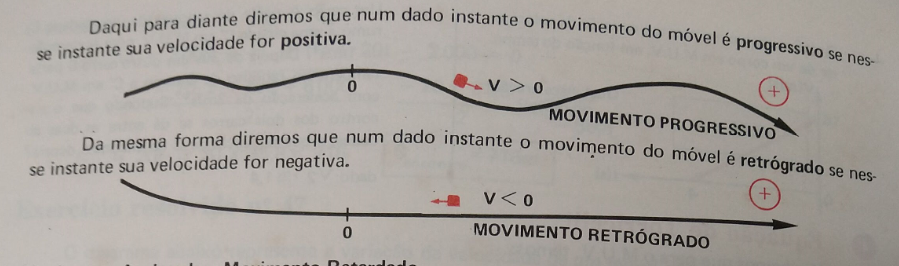 Daqui para diante diremos que num dado instante o movimento do móvel é progressivo se nes-
se instante sua velocidade for positiva.
0
V > 0
+
MOVIMENTO PROGRESSIVO
Da mesma forma diremos que num dado instante o movimento do móvel é retrógrado se nes-
se instante sua velocidade for negativa.
V < 0
+
0
MOVIMENTO RETRÓGRADO